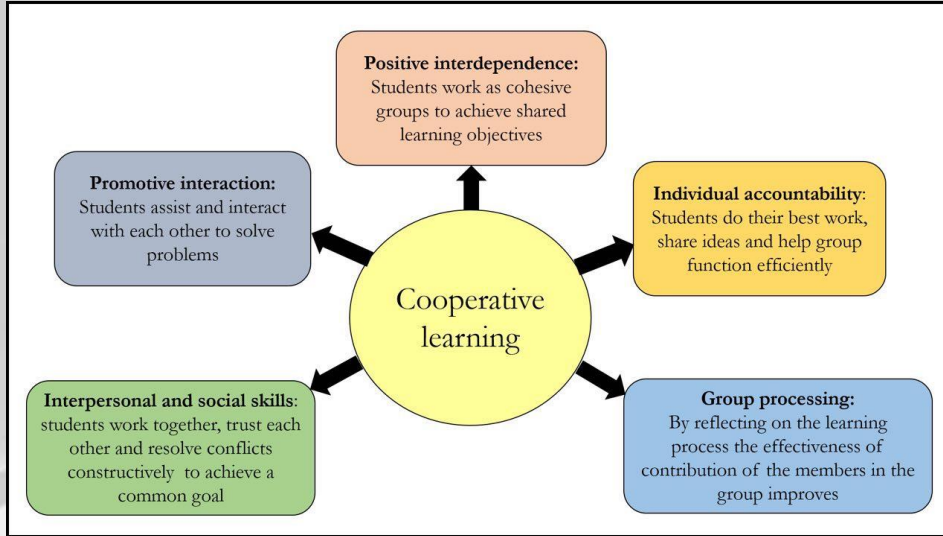 Positive interdependence:
Students work as cohesive
groups to achieve shared
learning objectives
Promotive interaction:
Students assist and interact
with each other to solve
problems
Individual accountability:
Students do their best work,
share ideas and help group
function efficiently
Cooperative
learning
Interpersonal and social skills:
students work together, trust each
other and resolve conflicts
constructively to achieve a
common goal
Group processing:
By reflecting on the learning
process the effectiveness of
contribution of the members in the
group improves